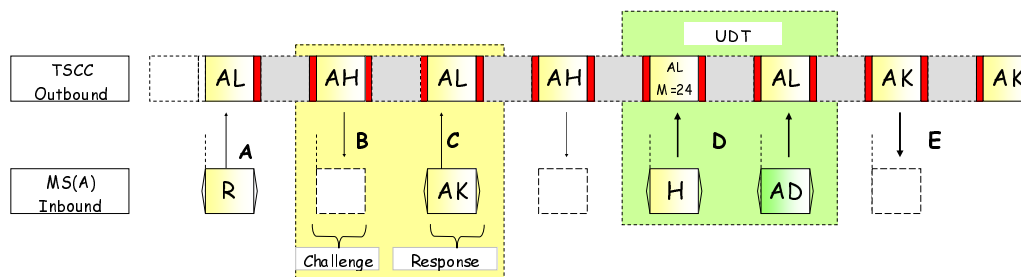 UDT
TSCC
Outbound
AL
AH
AL
AH
AL
M=24
AL
AK
AK
A
B
C
D
E
MS(A)
Inbound
R
AK
H
AD
Challenge
Response